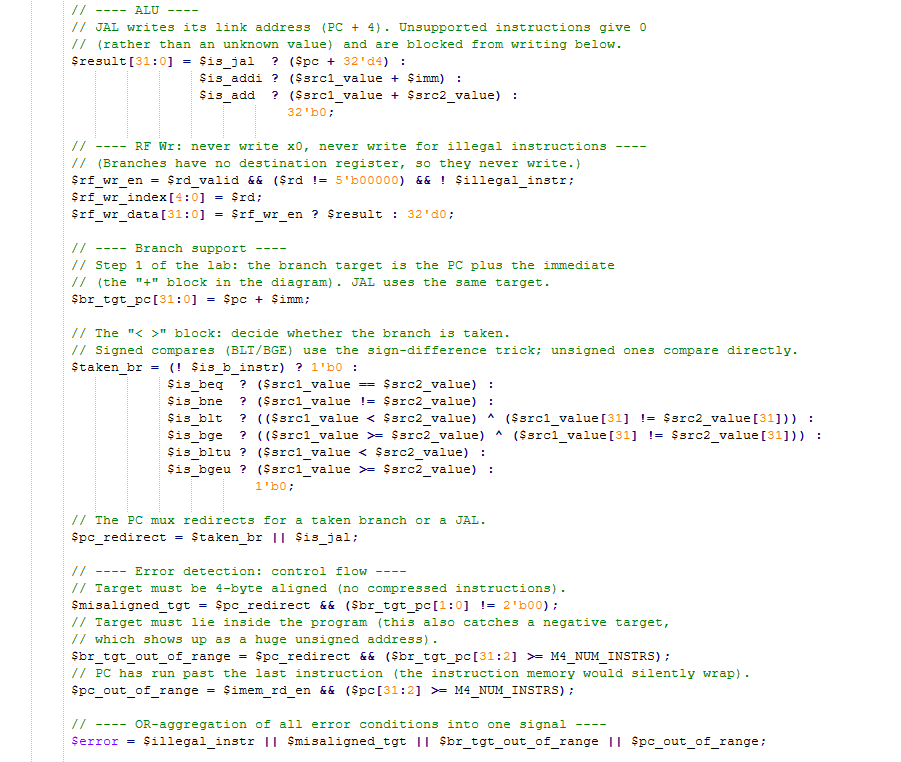 // ---- ALU ----
// JAL writes its link address (PC + 4). Unsupported instructions give 0
// (rather than an unknown value) and are blocked from writing below.
$result[31:0] = $is_jal  ? ($pc + 32'd4) :
                $is_addi ? ($src1_value + $imm) :
                $is_add  ? ($src1_value + $src2_value) :
                           32'b0;
// ---- RF Wr: never write x0, never write for illegal instructions ----
// (Branches have no destination register, so they never write.)
$rf_wr_en = $rd_valid && ($rd != 5'b00000) && ! $illegal_instr;
$rf_wr_index[4:0] = $rd;
$rf_wr_data[31:0] = $rf_wr_en ? $result : 32'd0;
// ---- Branch support ----
// Step 1 of the lab: the branch target is the PC plus the immediate
// (the "+" block in the diagram). JAL uses the same target.
$br_tgt_pc[31:0] = $pc + $imm;
// The "< >" block: decide whether the branch is taken.
// Signed compares (BLT/BGE) use the sign-difference trick; unsigned ones compare directly.
$taken_br = (! $is_b_instr) ? 1'b0 :
            $is_beq  ? ($src1_value == $src2_value) :
            $is_bne  ? ($src1_value != $src2_value) :
            $is_blt  ? (($src1_value < $src2_value) ^ ($src1_value[31] != $src2_value[31])) :
            $is_bge  ? (($src1_value >= $src2_value) ^ ($src1_value[31] != $src2_value[31])) :
            $is_bltu ? ($src1_value < $src2_value) :
            $is_bgeu ? ($src1_value >= $src2_value) :
                       1'b0;
// The PC mux redirects for a taken branch or a JAL.
$pc_redirect = $taken_br || $is_jal;
// ---- Error detection: control flow ----
// Target must be 4-byte aligned (no compressed instructions).
$misaligned_tgt = $pc_redirect && ($br_tgt_pc[1:0] != 2'b00);
// Target must lie inside the program (this also catches a negative target,
// which shows up as a huge unsigned address).
$br_tgt_out_of_range = $pc_redirect && ($br_tgt_pc[31:2] >= M4_NUM_INSTRS);
// PC has run past the last instruction (the instruction memory would silently wrap).
$pc_out_of_range = $imem_rd_en && ($pc[31:2] >= M4_NUM_INSTRS);
// ---- OR-aggregation of all error conditions into one signal ----
$error = $illegal_instr || $misaligned_tgt || $br_tgt_out_of_range || $pc_out_of_range;